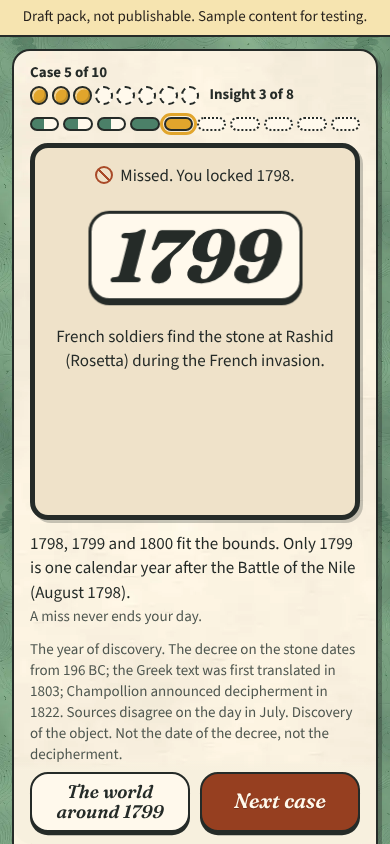 Draft pack, not publishable. Sample content for testing.
Case 5 of 10
Insight 3 of 8
Missed. You locked 1798.
1799
French soldiers find the stone at Rashid
(Rosetta) during the French invasion.
1798, 1799 and 1800 fit the bounds. Only 1799
is one calendar year after the Battle of the Nile
(August 1798).
A miss never ends your day.
The year of discovery. The decree on the stone dates
from 196 BC; the Greek text was first translated in
1803; Champollion announced decipherment in
1822. Sources disagree on the day in July. Discovery
of the object. Not the date of the decree, not the
decipherment.
The world
around 1799
Next case